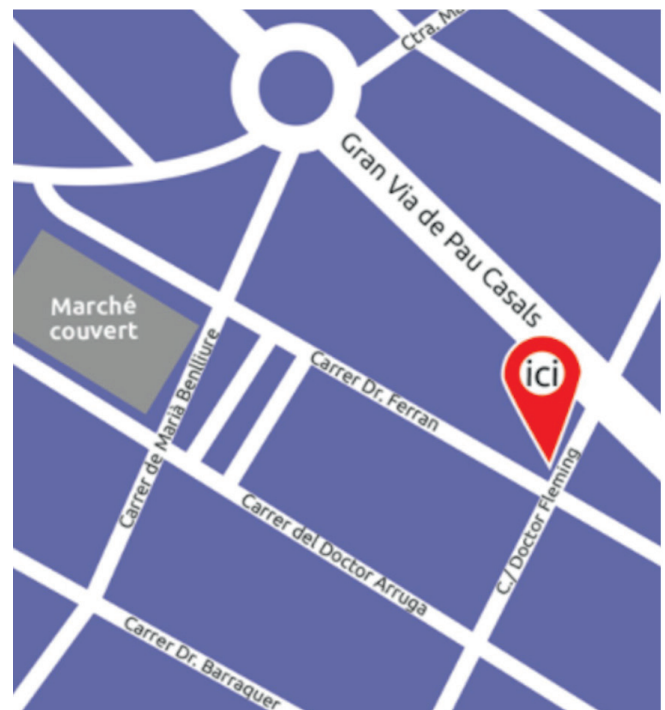 Ctra. Ma
Gran Via de Pau Casals
Marché
couvert
ici
Carrer Dr. Ferran
Carrer de Marià Benlliure
C./ Doctor Fleming
Carrer del Doctor Arruga
Carrer Dr. Barraquer